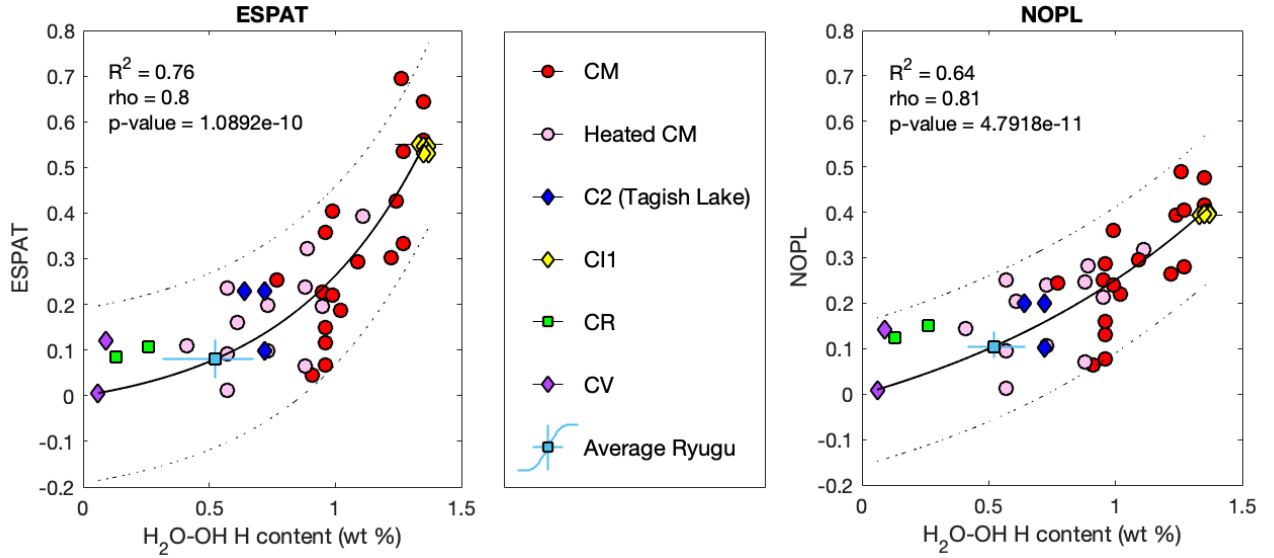 ESPAT
R2 = 0.76
rho = 0.8
p-value = 1.0892e-10
0.8
0.7
0.6
0.5
0.4
0.3
0.2
0.1
0
-0.1
-0.2
ESPAT
0
0.5
1
1.5
H2O-OH H content (wt %)
CM
Heated CM
C2 (Tagish Lake)
CI1
CR
CV
Average Ryugu
NOPL
R2 = 0.64
rho = 0.81
p-value = 4.7918e-11
0.8
0.7
0.6
0.5
0.4
0.3
0.2
0.1
0
-0.1
-0.2
NOPL
0
0.5
1
1.5
H2O-OH H content (wt %)